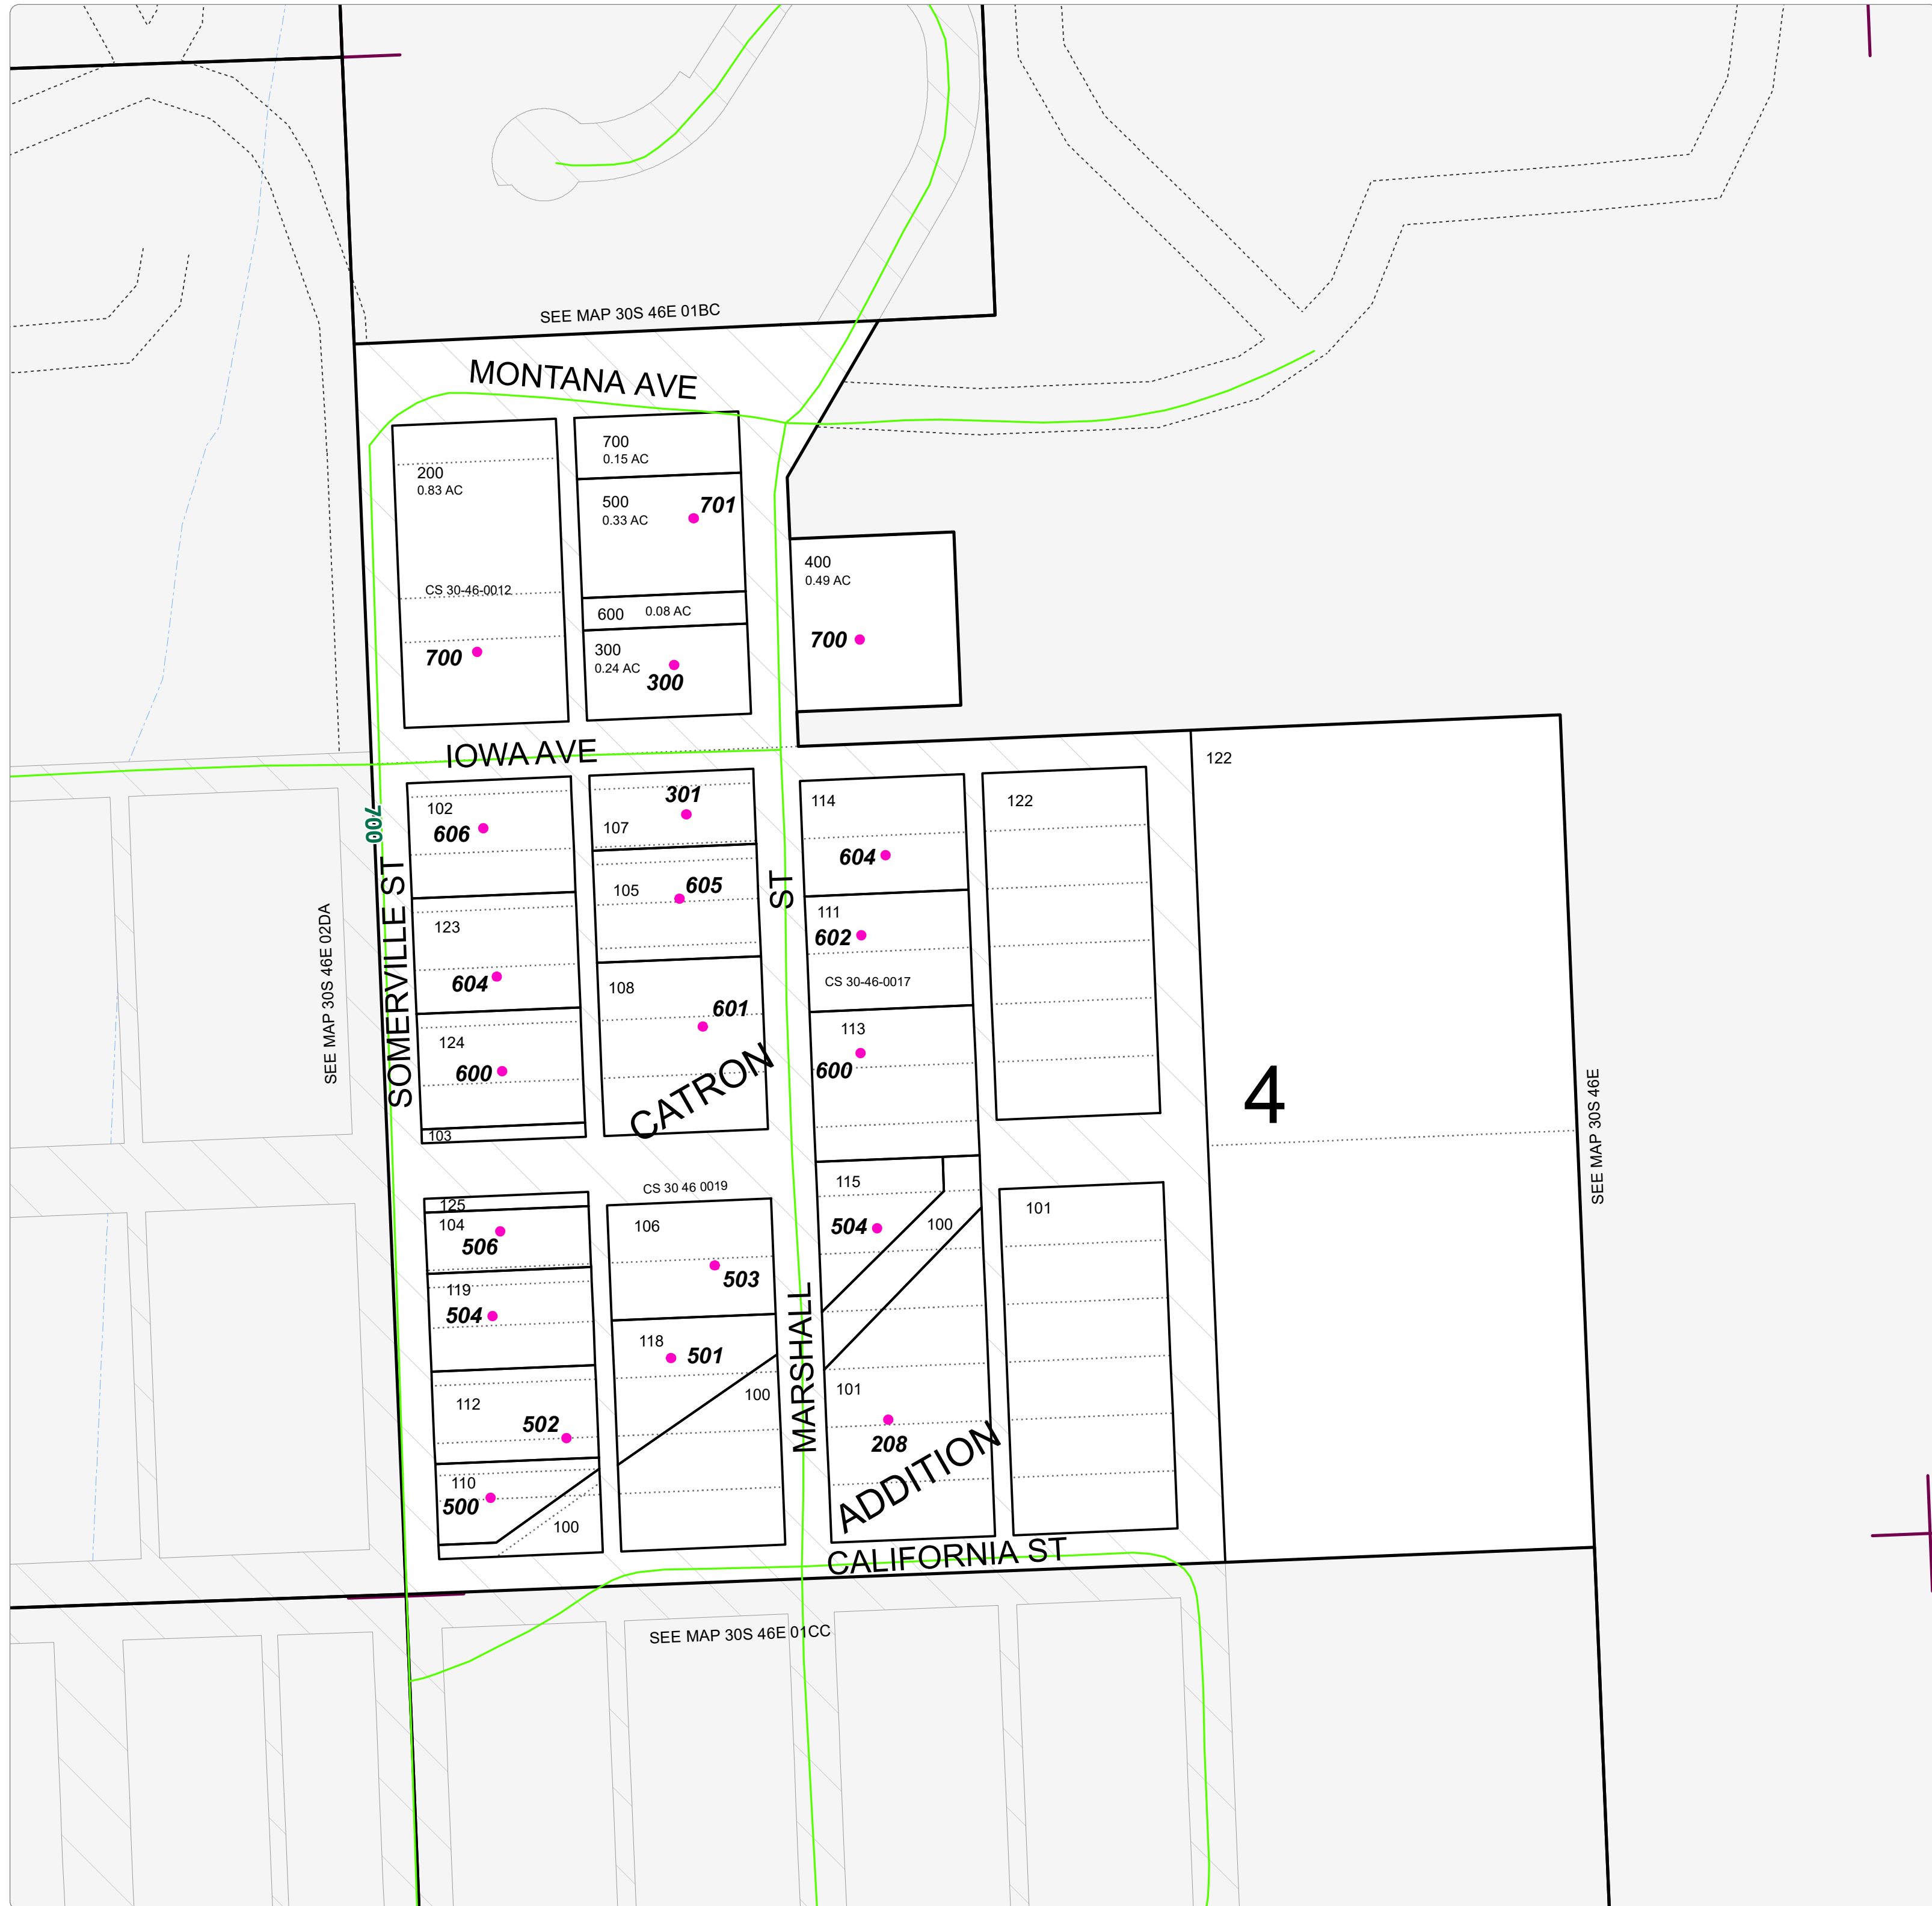 SEE MAP 30S 46E 01BC
MONTANA AVE
200
0.83 AC
CS 30-46-0012
700
700
0.15 AC
500
0.33 AC
701
600
0.08 AC
300
0.24 AC
300
400
0.49 AC
700
IOWA AVE
700
SOMERVILLE ST
SEE MAP 30S 46E 02DA
102
606
123
604
124
600
103
301
107
105
605
108
601
CATRON
ST
114
604
111
602
CS 30-46-0017
113
600
122
122
4
SEE MAP 30S 46E
CS 30 46 0019
125
104
506
119
504
112
502
110
500
100
106
503
118
501
100
MARSHALL
115
504
100
101
208
ADDITION
101
CALIFORNIA ST
SEE MAP 30S 46E 01CC